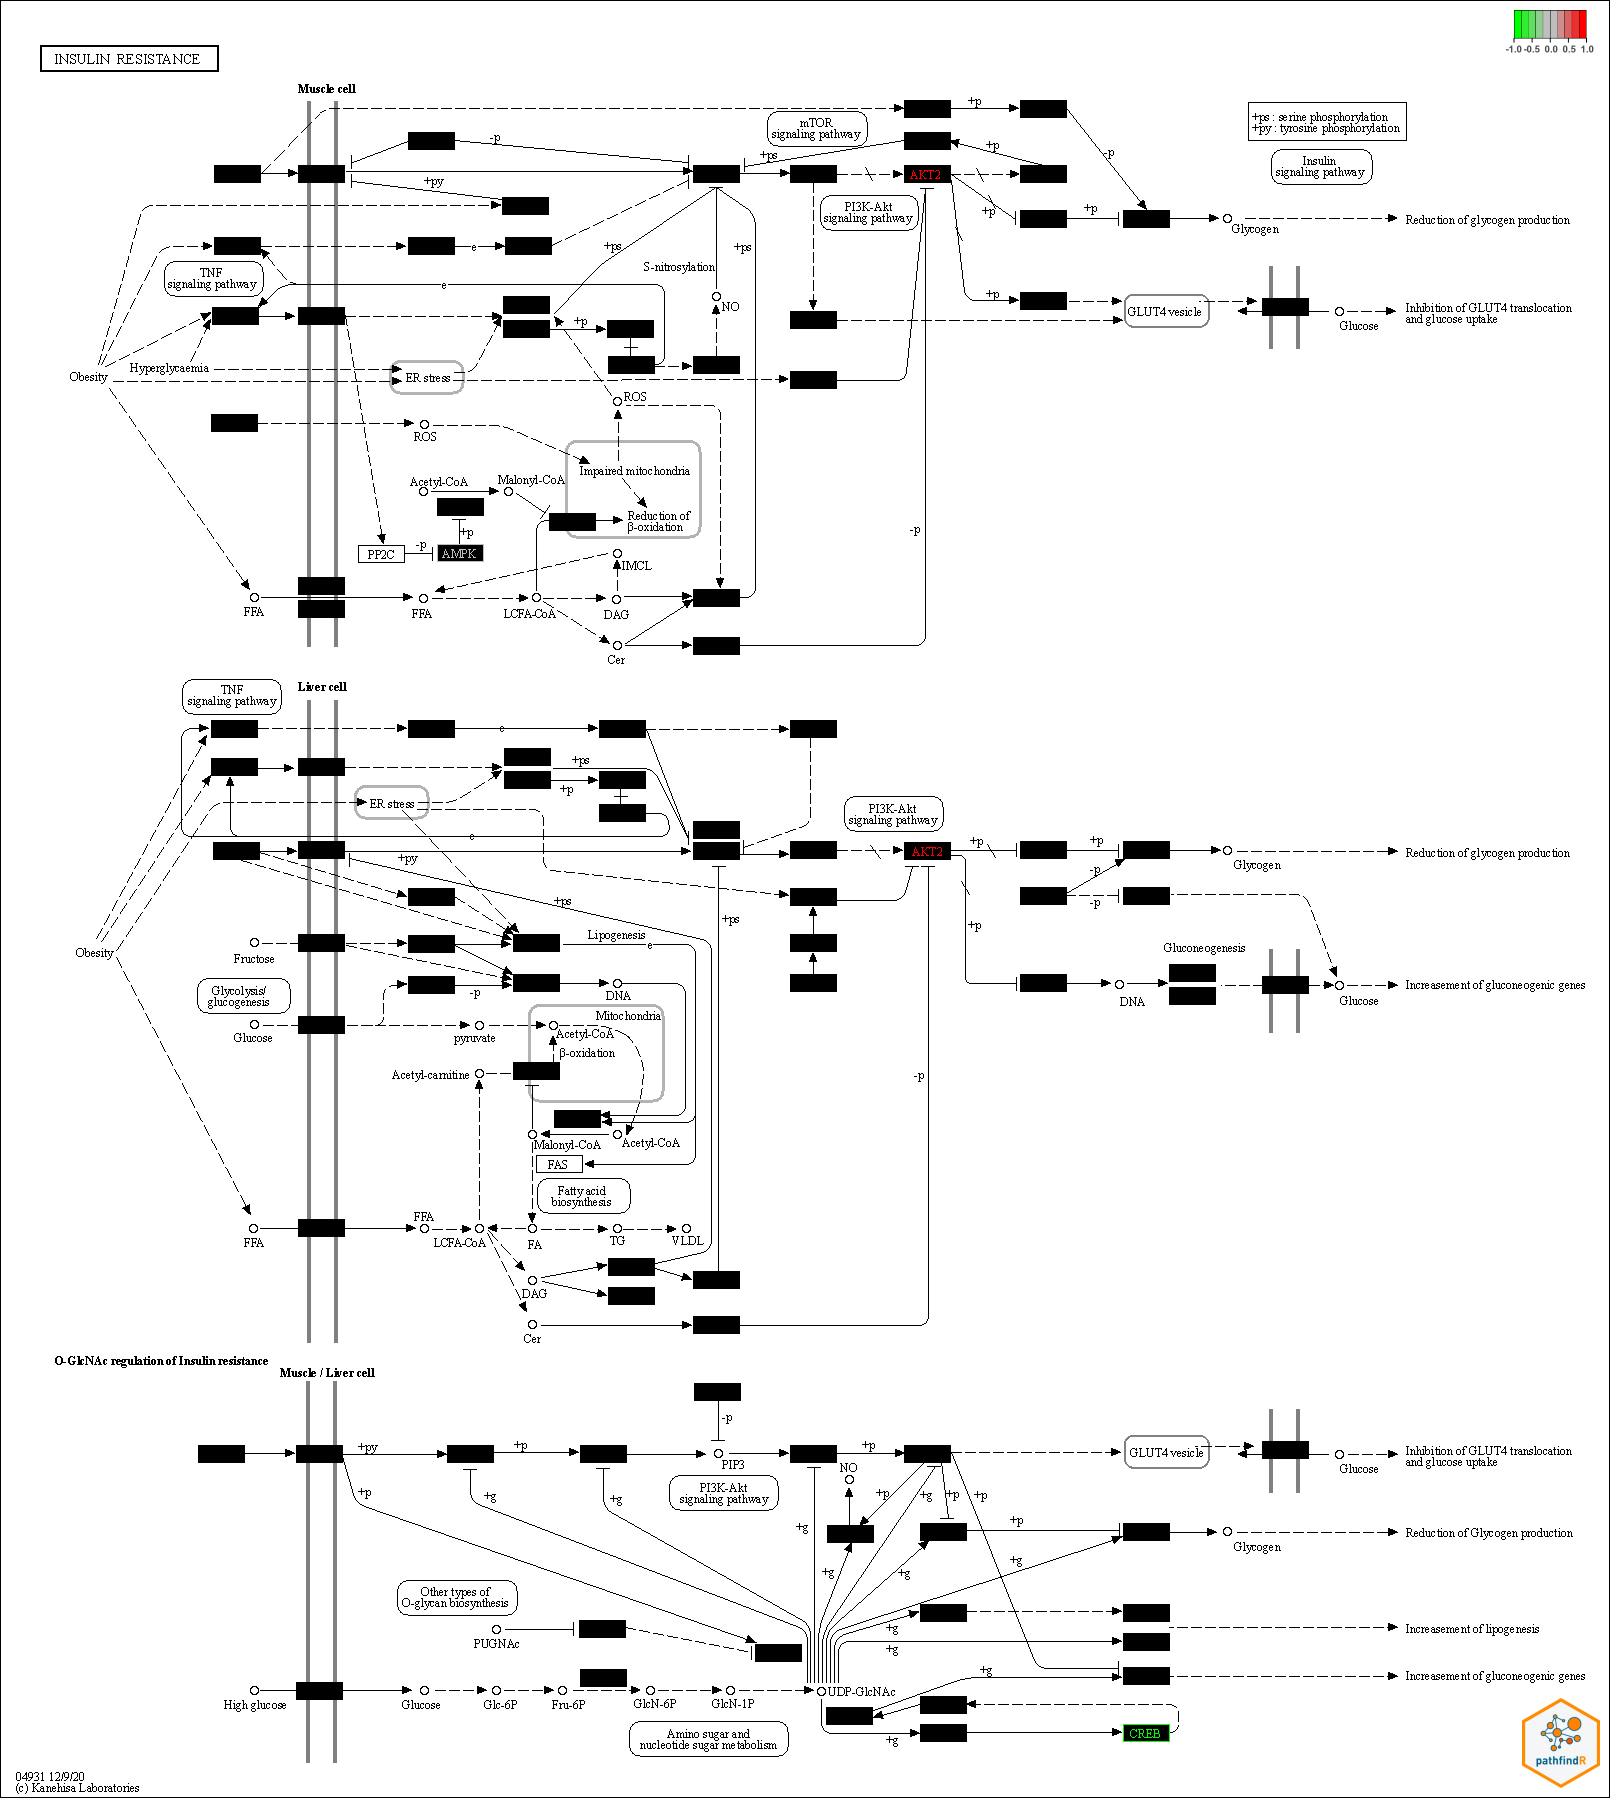 -1.0 -0.5 0.0 0.5 1.0
INSULIN RESISTANCE
Muscle cell
+p
mTOR
signaling pathway
+ps : serine phosphorylation
+py : tyrosine phosphorylation
-p
+ps
+p
-p
Insulin
signaling pathway
+py
AKT2
PI3K-Akt
signaling pathway
+p
+p
Glycogen
Reduction of glycogen production
e
+ps
+ps
TNF
signaling pathway
S-nitrosylation
e
NO
+p
+p
GLUT4 vesicle
Glucose
Inhibition of GLUT4 translocation
and glucose uptake
Hyperglycaemia
Obesity
ER stress
ROS
ROS
Impaired mitochondria
Acetyl-CoA
Malonyl-CoA
Reduction of
β-oxidation
+p
-p
PP2C
-p
AMPK
IMCL
FFA
FFA
LCFA-CoA
DAG
Cer
TNF
signaling pathway
Liver cell
e
+ps
+p
ER stress
PI3K-Akt
signaling pathway
e
+py
AKT2
+p
+p
Glycogen
Reduction of glycogen production
-p
-p
+ps
+ps
+p
Obesity
Fructose
Lipogenesis
e
Gluconeogenesis
Glycolysis/
glucogenesis
-p
DNA
DNA
Glucose
Increasement of gluconeogenic genes
Mitochondria
Glucose
pyruvate
Acetyl-CoA
β-oxidation
Acetyl-carnitine
-p
Malonyl-CoA
Acetyl-CoA
FAS
Fatty acid
biosynthesis
FFA
FFA
LCFA-CoA
FA
TG
VLDL
DAG
Cer
O-GlcNAc regulation of Insulin resistance
Muscle / Liver cell
-p
+py
+p
PIP3
+p
NO
GLUT4 vesicle
Glucose
Inhibition of GLUT4 translocation
and glucose uptake
PI3K-Akt
signaling pathway
+p
+g
+g
+p
+g
+p
+p
+g
+p
Glycogen
Reduction of Glycogen production
+g
+g
+g
Other types of
O-glycan biosynthesis
PUGNAc
+g
+g
Increasement of lipogenesis
+g
Increasement of gluconeogenic genes
High glucose
Glucose
Glc-6P
Fru-6P
GlcN-6P
GlcN-1P
UDP-GlcNAc
Amino sugar and
nucleotide sugar metabolism
+g
CREB
pathfindR
04931 12/9/20
(c) Kanehisa Laboratories